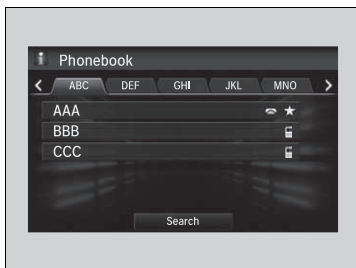 Phonebook
ABC DEF GHI JKL MNO
AAA
BBB
CCC
Search